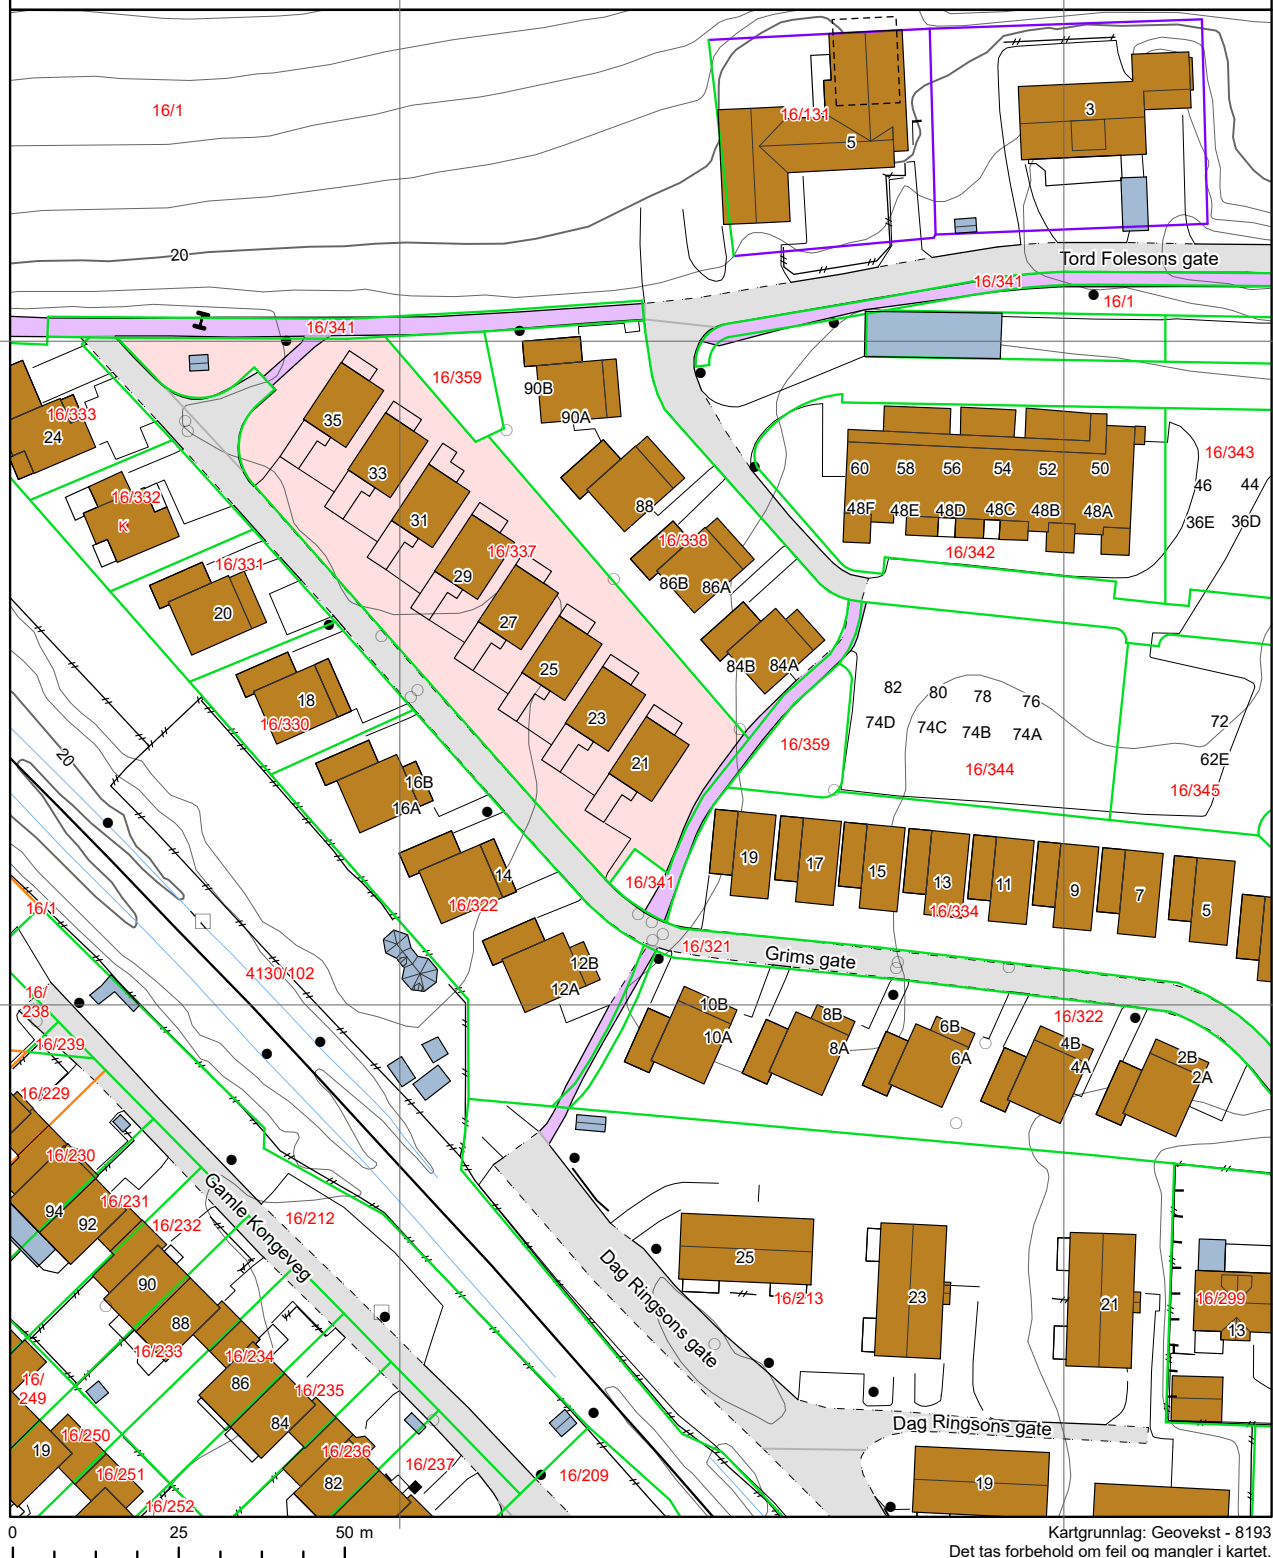 16/1
16/131
5
3
20
Tord Folesons gate
16/341
16/1
16/341
16/359
90B
90A
35
16/333
24
33
16/332
K
31
88
60 58 56 54 52 50
48F 48E 48D 48C 48B 48A
16/343
46 44
36E 36D
16/342
16/337
16/338
29
86B 86A
16/331
20
27
25
84B 84A
18
16/330
23
82 80 78 76
74D 74C 74B 74A
16/344
72
62E
16/345
16/359
20
21
16B
16A
14
16/322
16/341
19 17 15 13 11 9 7 5
16/334
16/1
16/321
Grims gate
4130/102
12B
12A
16/
238
16/239
10B
10A
8B
8A
6B
6A
16/322
4B
4A
2B
2A
16/229
16/230
94
92
16/231
16/232
Gamle Kongeveg
16/212
90
88
16/233
25
Dag Ringsons gate
16/213
23
21
16/299
13
16/234
86
16/235
84
16/
249
19
16/250
16/251
16/252
16/236
82
16/237
16/209
Dag Ringsons gate
19
0 25 50 m
Kartgrunnlag: Geovekst - 8193
Det tas forbehold om feil og mangler i kartet.